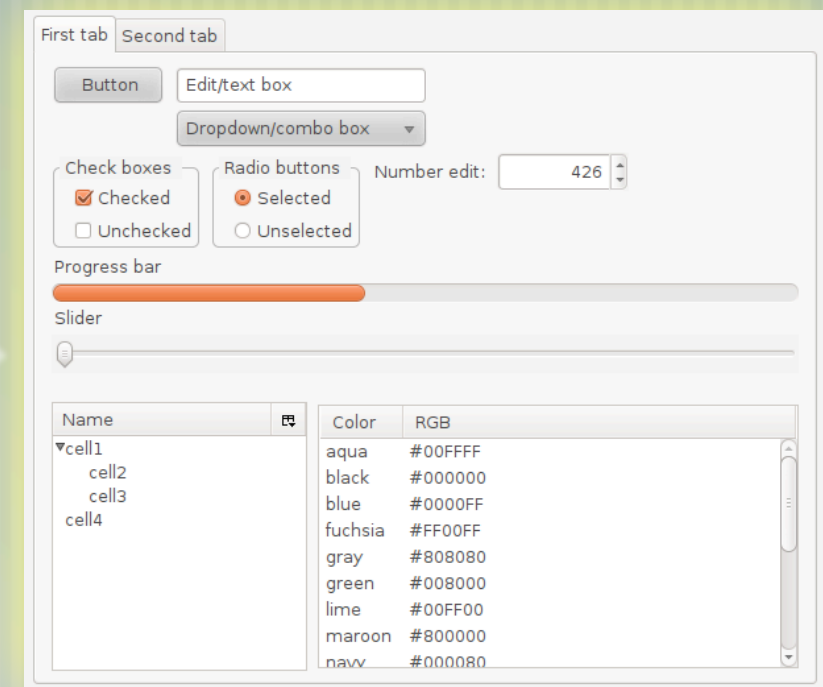 First tab Second tab
Button Edit/text box
Dropdown/combo box
Check boxes Radio buttons Number edit: 426
Checked Selected
Unchecked Unselected
Progress bar
Slider
Name
cell1
cell2
cell3
cell4
Color RGB
aqua #00FFFF
black #000000
blue #0000FF
fuchsia #FF00FF
gray #808080
green #008000
lime #00FF00
maroon #800000
navy #000080